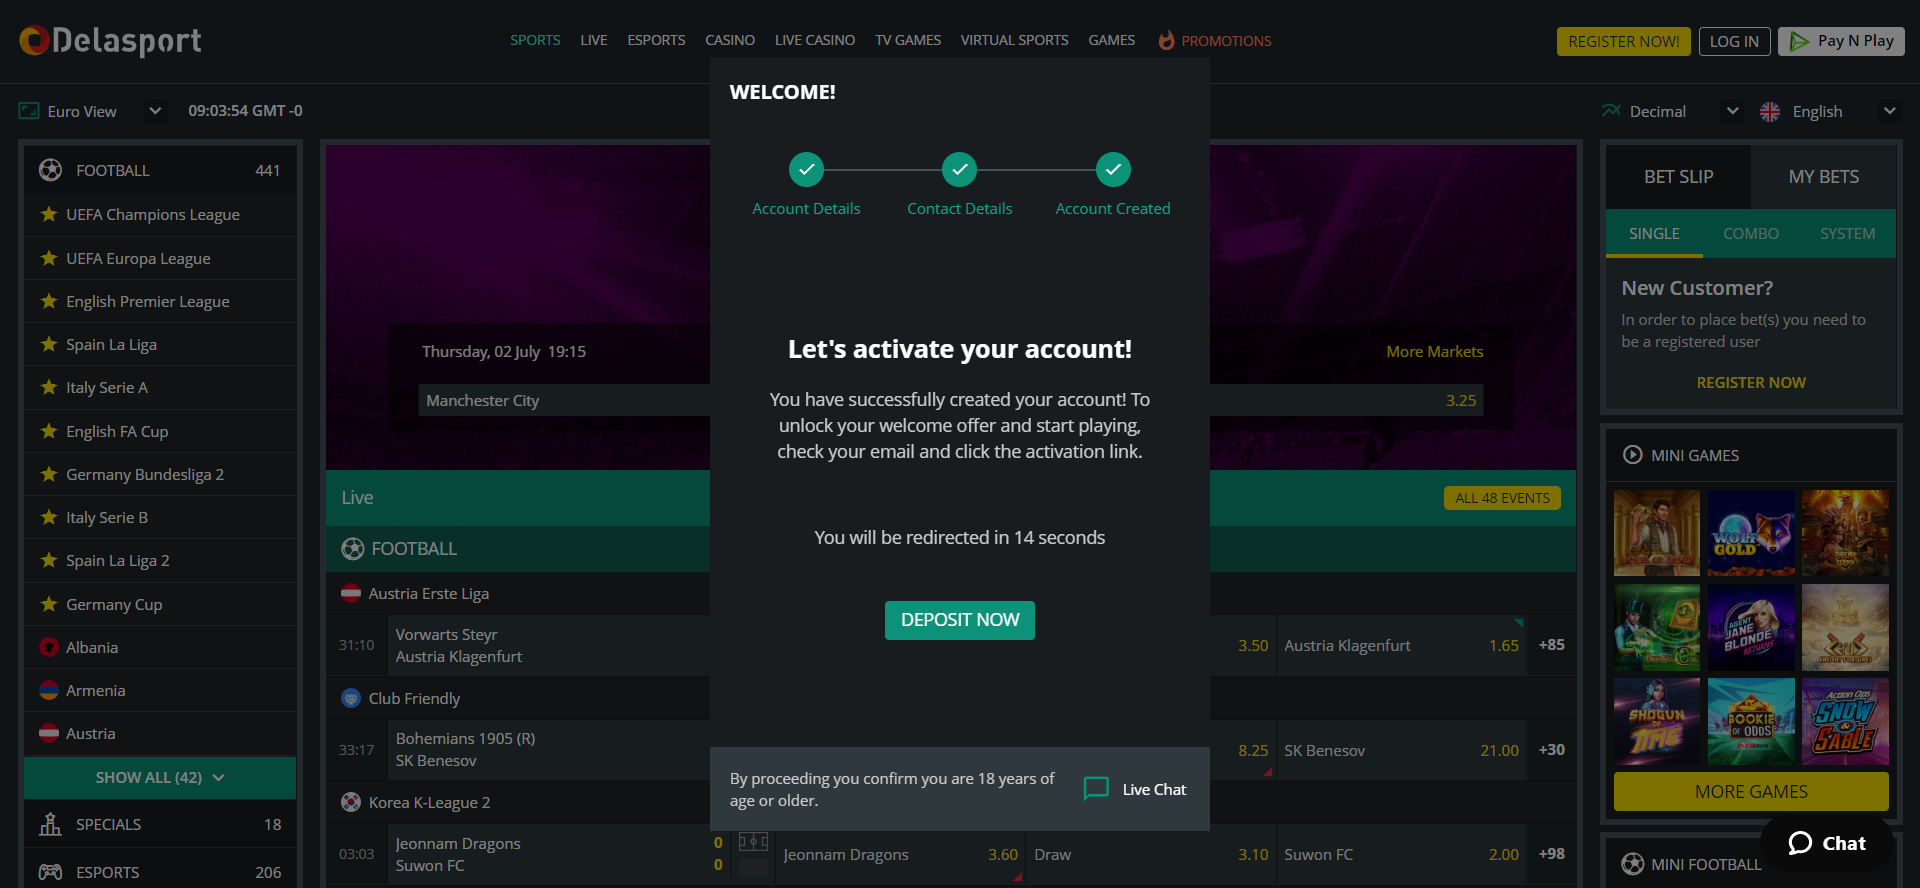 Delasport
SPORTS LIVE ESPORTS CASINO LIVE CASINO TV GAMES VIRTUAL SPORTS GAMES PROMOTIONS
REGISTER NOW! LOG IN Pay N Play
Euro View 09:03:54 GMT -0
Decimal English
FOOTBALL 441
UEFA Champions League
UEFA Europa League
English Premier League
Spain La Liga
Italy Serie A
English FA Cup
Germany Bundesliga 2
Italy Serie B
Spain La Liga 2
Germany Cup
Albania
Armenia
Austria
SHOW ALL (42)
SPECIALS 18
ESPORTS 206
Thursday, 02 July 19:15
More Markets
Manchester City
3.25
Live
ALL 48 EVENTS
FOOTBALL
Austria Erste Liga
31:10
Vorwarts Steyr
Austria Klagenfurt
3.50 Austria Klagenfurt 1.65 +85
Club Friendly
33:17
Bohemians 1905 (R)
SK Benesov
8.25 SK Benesov 21.00 +30
Korea K-League 2
03:03
Jeonnam Dragons 0
Suwon FC 0
Jeonnam Dragons 3.60 Draw 3.10 Suwon FC 2.00 +98
WELCOME!
Account Details Contact Details Account Created
Let's activate your account!
You have successfully created your account! To
unlock your welcome offer and start playing,
check your email and click the activation link.
You will be redirected in 14 seconds
DEPOSIT NOW
By proceeding you confirm you are 18 years of
age or older.
Live Chat
BET SLIP MY BETS
SINGLE COMBO SYSTEM
New Customer?
In order to place bet(s) you need to
be a registered user
REGISTER NOW
MINI GAMES
WOLF
GOLD
AGENT
JANE
BLONDE
RETURNS
SHOGUN
OF
TIME
BOOKIE
OF ODDS
Action Ops
SNOW
&
SABLE
MORE GAMES
MINI FOOTBALL
Chat